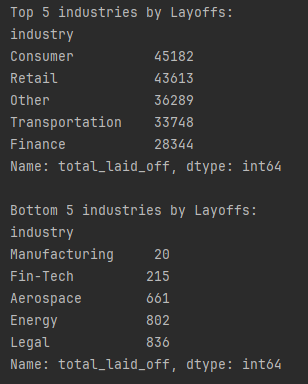 Top 5 industries by Layoffs:
industry
Consumer          45182
Retail            43613
Other             36289
Transportation    33748
Finance           28344
Name: total_laid_off, dtype: int64

Bottom 5 industries by Layoffs:
industry
Manufacturing     20
Fin-Tech         215
Aerospace        661
Energy           802
Legal            836
Name: total_laid_off, dtype: int64